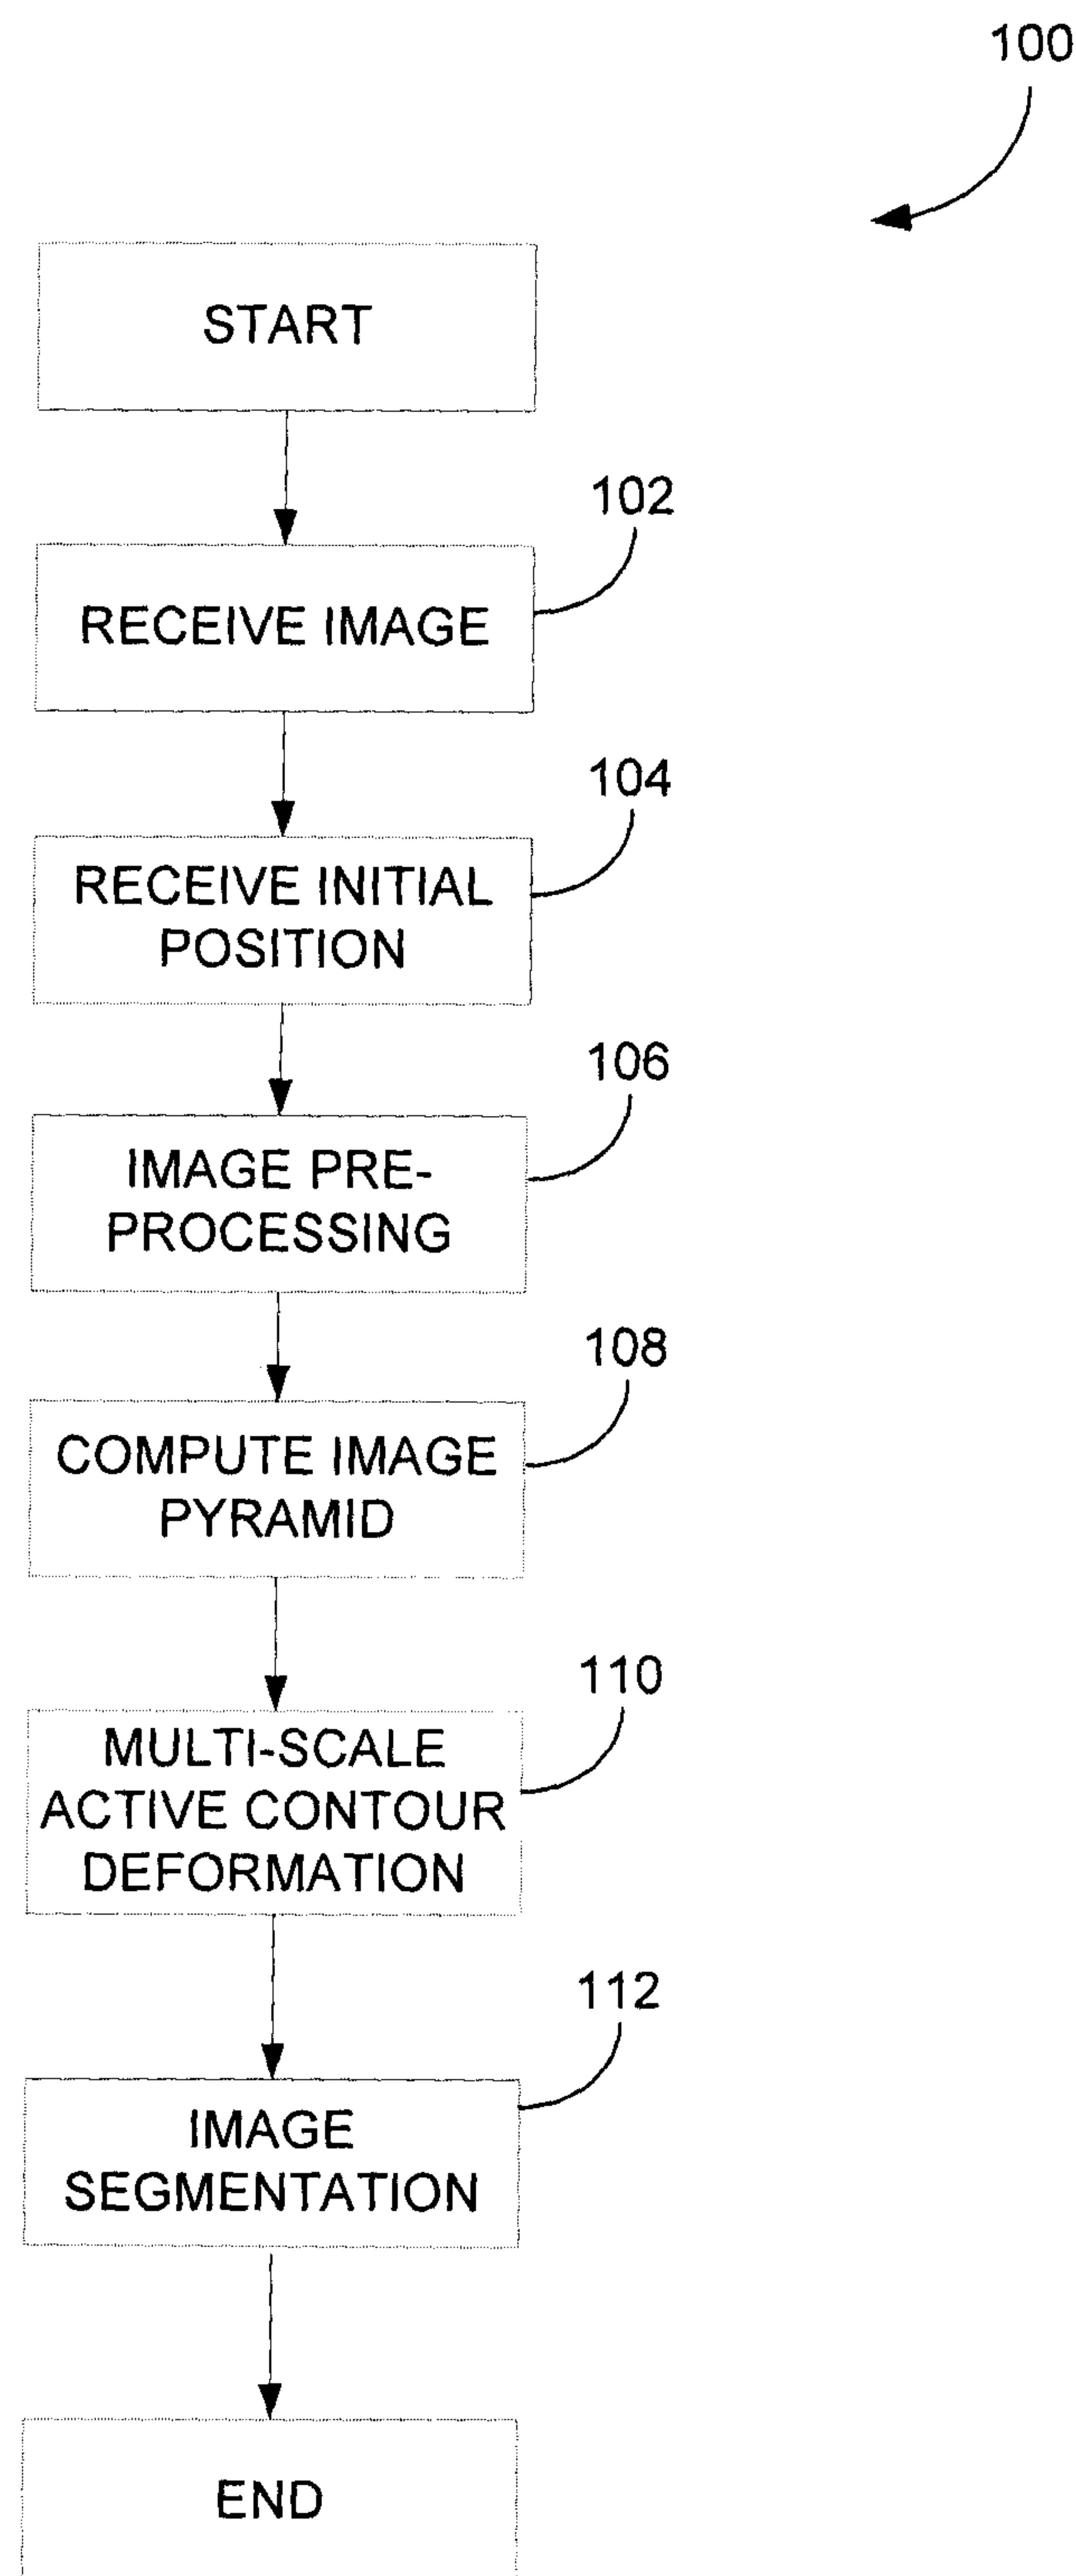 100
START
102
RECEIVE IMAGE
104
RECEIVE INITIAL
POSITION
106
IMAGE PRE-
PROCESSING
108
COMPUTE IMAGE
PYRAMID
110
MULTI-SCALE
ACTIVE CONTOUR
DEFORMATION
112
IMAGE
SEGMENTATION
END